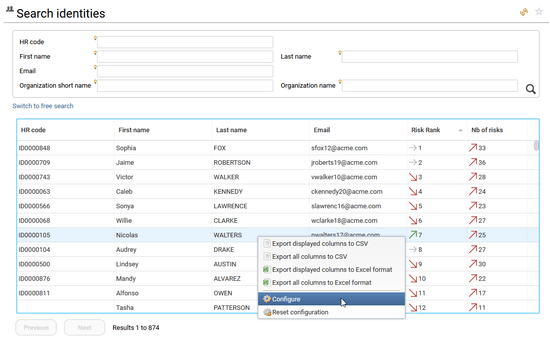 Search identities
HR code
First name Last name
Email
Organization short name Organization name
Switch to free search
HR code First name Last name Email Risk Rank Nb of risks
ID0000848 Sophia FOX sfox12@acme.com 1 33
ID0000709 Jaime ROBERTSON jroberts19@acme.com 2 36
ID0000743 Victor WALKER vwalker10@acme.com 3 28
ID0000063 Caleb KENNEDY ckennedy20@acme.com 4 24
ID0000566 Sonya LAWRENCE slawrenc16@acme.com 5 23
ID0000068 Willie CLARKE wclarke18@acme.com 6 27
ID0000105 Nicolas WALTERS nwalters17@acme.com 7 25
ID0000104 Audrey DRAKE 8 27
ID0000500 Lindsey AUSTIN 9 30
ID0000876 Mandy ALVAREZ 10 22
ID0000811 Alfonso OWEN 11 17
Tasha PATTERSON 12 11
Export displayed columns to CSV
Export all columns to CSV
Export displayed columns to Excel format
Export all columns to Excel format
Configure
Reset configuration
Previous Next Results 1 to 874